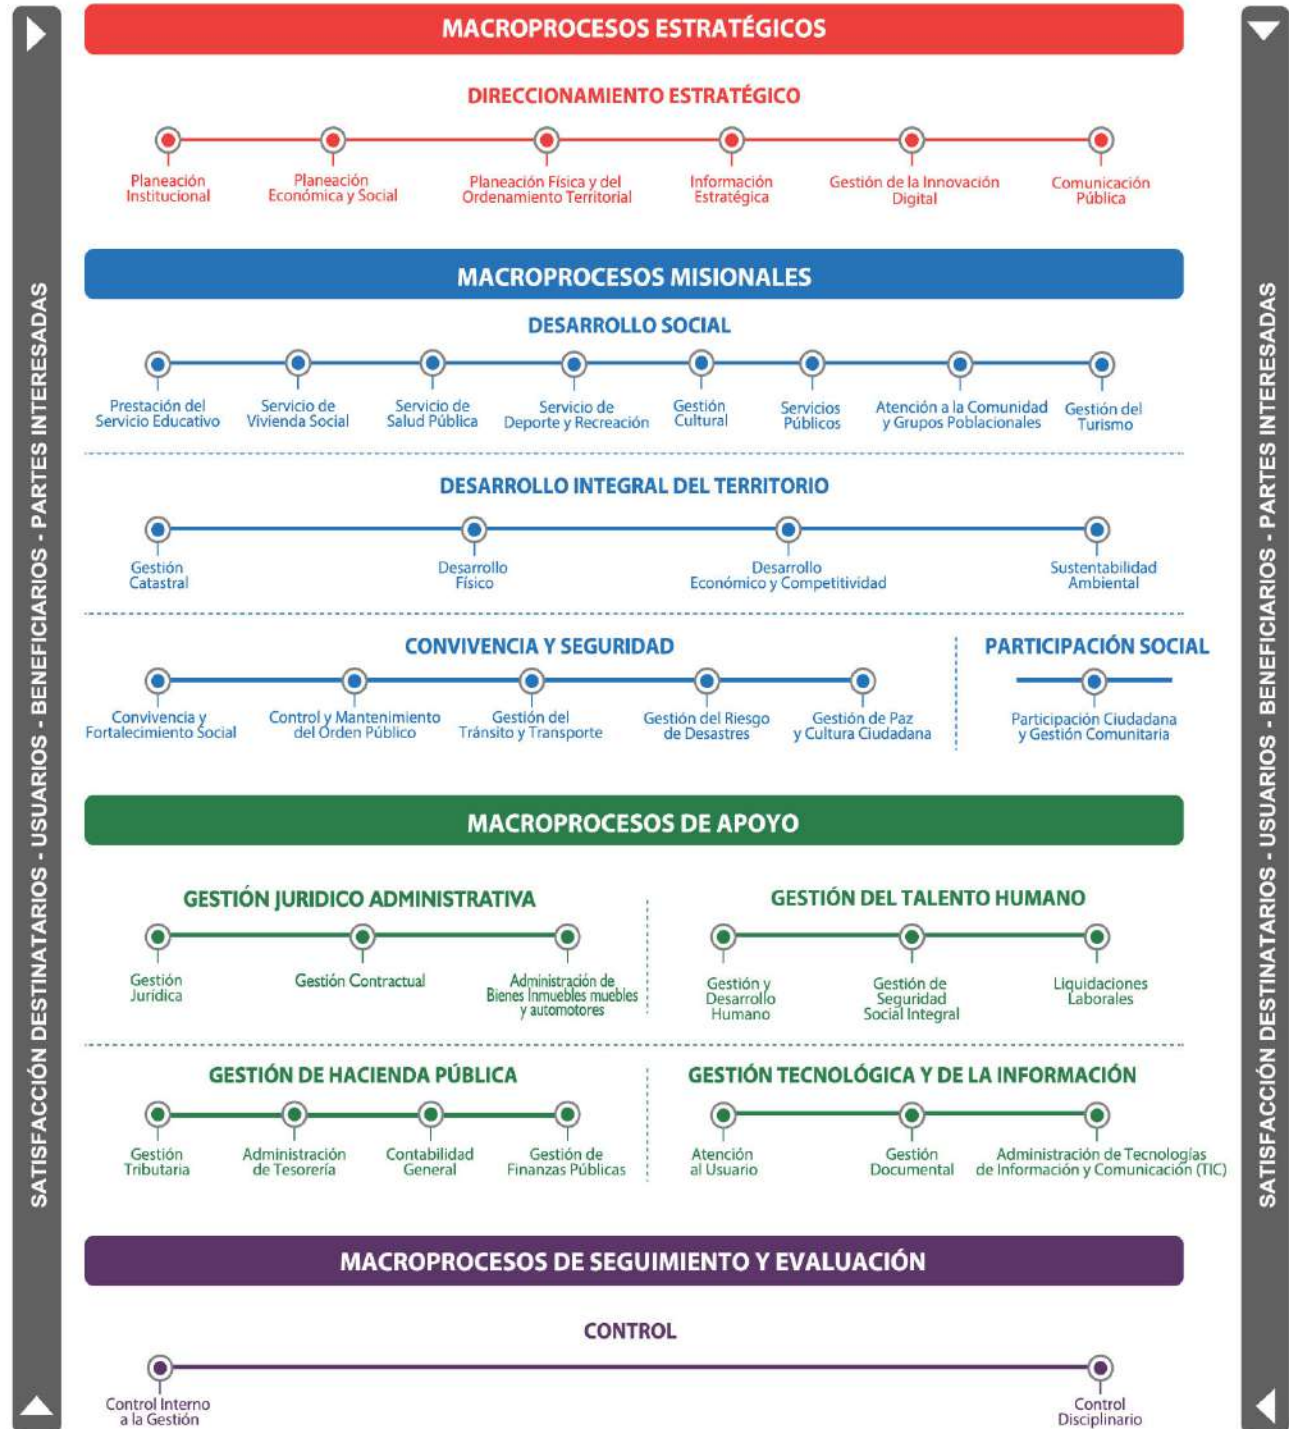 SATISFACCIÓN DESTINATARIOS - USUARIOS - BENEFICIARIOS - PARTES INTERESADAS
MACROPROCESOS ESTRATÉGICOS
DIRECCIONAMIENTO ESTRATÉGICO
Planeación
Institucional
Planeación
Económica y Social
Planeación Física y del
Ordenamiento Territorial
Información
Estratégica
Gestión de la Innovación
Digital
Comunicación
Pública
MACROPROCESOS MISIONALES
DESARROLLO SOCIAL
Prestación del
Servicio Educativo
Servicio de
Vivienda Social
Servicio de
Salud Pública
Servicio de
Deporte y Recreación
Gestión
Cultural
Servicios
Públicos
Atención a la Comunidad
y Grupos Poblacionales
Gestión del
Turismo
DESARROLLO INTEGRAL DEL TERRITORIO
Gestión
Catastral
Desarrollo
Físico
Desarrollo
Económico y Competitividad
Sustentabilidad
Ambiental
CONVIVENCIA Y SEGURIDAD
Convivencia y
Fortalecimiento Social
Control y Mantenimiento
del Orden Público
Gestión del
Tránsito y Transporte
Gestión del Riesgo
de Desastres
Gestión de Paz
y Cultura Ciudadana
PARTICIPACIÓN SOCIAL
Participación Ciudadana
y Gestión Comunitaria
MACROPROCESOS DE APOYO
GESTIÓN JURIDICO ADMINISTRATIVA
Gestión
Jurídica
Gestión Contractual
Administración de
Bienes Inmuebles muebles
y automotores
GESTIÓN DEL TALENTO HUMANO
Gestión y
Desarrollo
Humano
Gestión de
Seguridad
Social Integral
Liquidaciones
Laborales
GESTIÓN DE HACIENDA PÚBLICA
Gestión
Tributaria
Administración
de Tesorería
Contabilidad
General
Gestión de
Finanzas Públicas
GESTIÓN TECNOLÓGICA Y DE LA INFORMACIÓN
Atención
al Usuario
Gestión
Documental
Administración de Tecnologías
de Información y Comunicación (TIC)
MACROPROCESOS DE SEGUIMIENTO Y EVALUACIÓN
CONTROL
Control Interno
a la Gestión
Control
Disciplinario
SATISFACCIÓN DESTINATARIOS - USUARIOS - BENEFICIARIOS - PARTES INTERESADAS